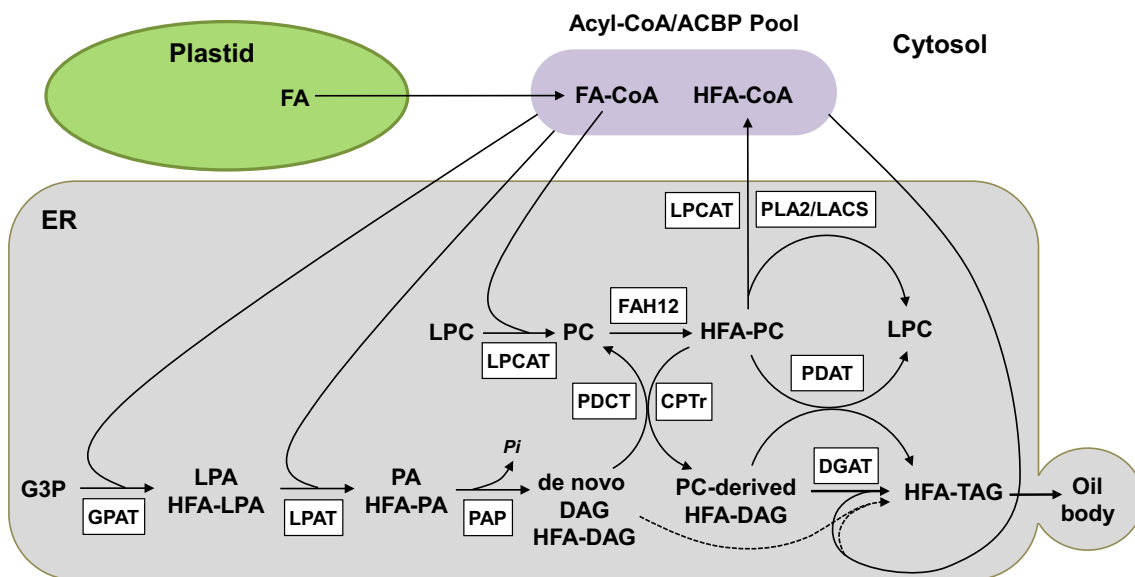 Acyl-CoA/ACBP Pool
Cytosol
Plastid
FA
FA-CoA
HFA-CoA
ER
LPCAT
PLA2/LACS
FAH12
LPC
PC
HFA-PC
LPC
LPCAT
PDAT
PDCT
CPTr
Pi
G3P
LPA
HFA-LPA
PA
HFA-PA
de novo
DAG
HFA-DAG
PC-derived
HFA-DAG
DGAT
HFA-TAG
Oil
body
GPAT
LPAT
PAP